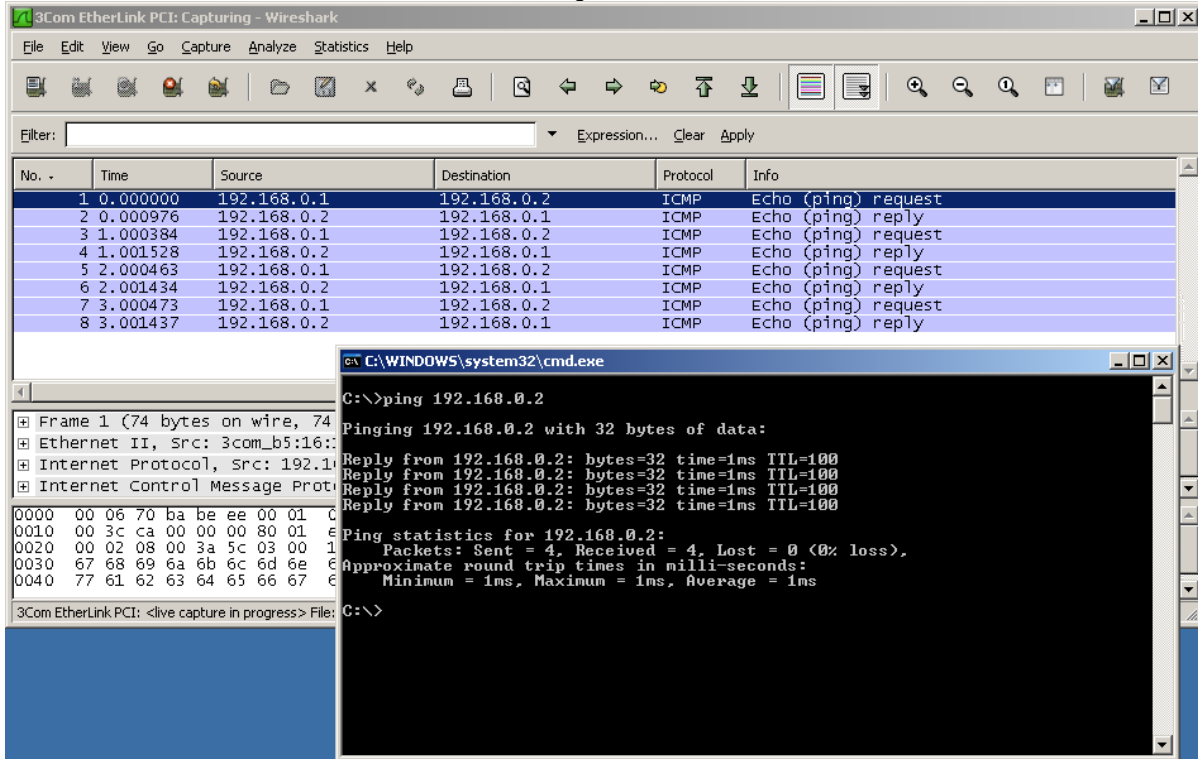 3Com EtherLink PCI: Capturing - Wireshark
File Edit View Go Capture Analyze Statistics Help
Filter: Expression... Clear Apply
No. Time Source Destination Protocol Info
1 0.000000 192.168.0.1 192.168.0.2 ICMP Echo (ping) request
2 0.000976 192.168.0.2 192.168.0.1 ICMP Echo (ping) reply
3 1.000384 192.168.0.1 192.168.0.2 ICMP Echo (ping) request
4 1.001528 192.168.0.2 192.168.0.1 ICMP Echo (ping) reply
5 2.000463 192.168.0.1 192.168.0.2 ICMP Echo (ping) request
6 2.001434 192.168.0.2 192.168.0.1 ICMP Echo (ping) reply
7 3.000473 192.168.0.1 192.168.0.2 ICMP Echo (ping) request
8 3.001437 192.168.0.2 192.168.0.1 ICMP Echo (ping) reply
Frame 1 (74 bytes on wire, 74
Ethernet II, Src: 3com_b5:16:
Internet Protocol, Src: 192.1
Internet Control Message Prot
0000 00 06 70 ba be ee 00 01
0010 00 3c ca 00 00 00 80 01
0020 00 02 08 00 3a 5c 03 00 1
0030 67 68 69 6a 6b 6c 6d 6e 6
0040 77 61 62 63 64 65 66 67 6
3Com EtherLink PCI: <live capture in progress> File:
C:\WINDOWS\system32\cmd.exe
C:\>ping 192.168.0.2
Pinging 192.168.0.2 with 32 bytes of data:
Reply from 192.168.0.2: bytes=32 time=1ms TTL=100
Reply from 192.168.0.2: bytes=32 time=1ms TTL=100
Reply from 192.168.0.2: bytes=32 time=1ms TTL=100
Reply from 192.168.0.2: bytes=32 time=1ms TTL=100
Ping statistics for 192.168.0.2:
Packets: Sent = 4, Received = 4, Lost = 0 (0% loss),
Approximate round trip times in milli-seconds:
Minimum = 1ms, Maximum = 1ms, Average = 1ms
C:\>